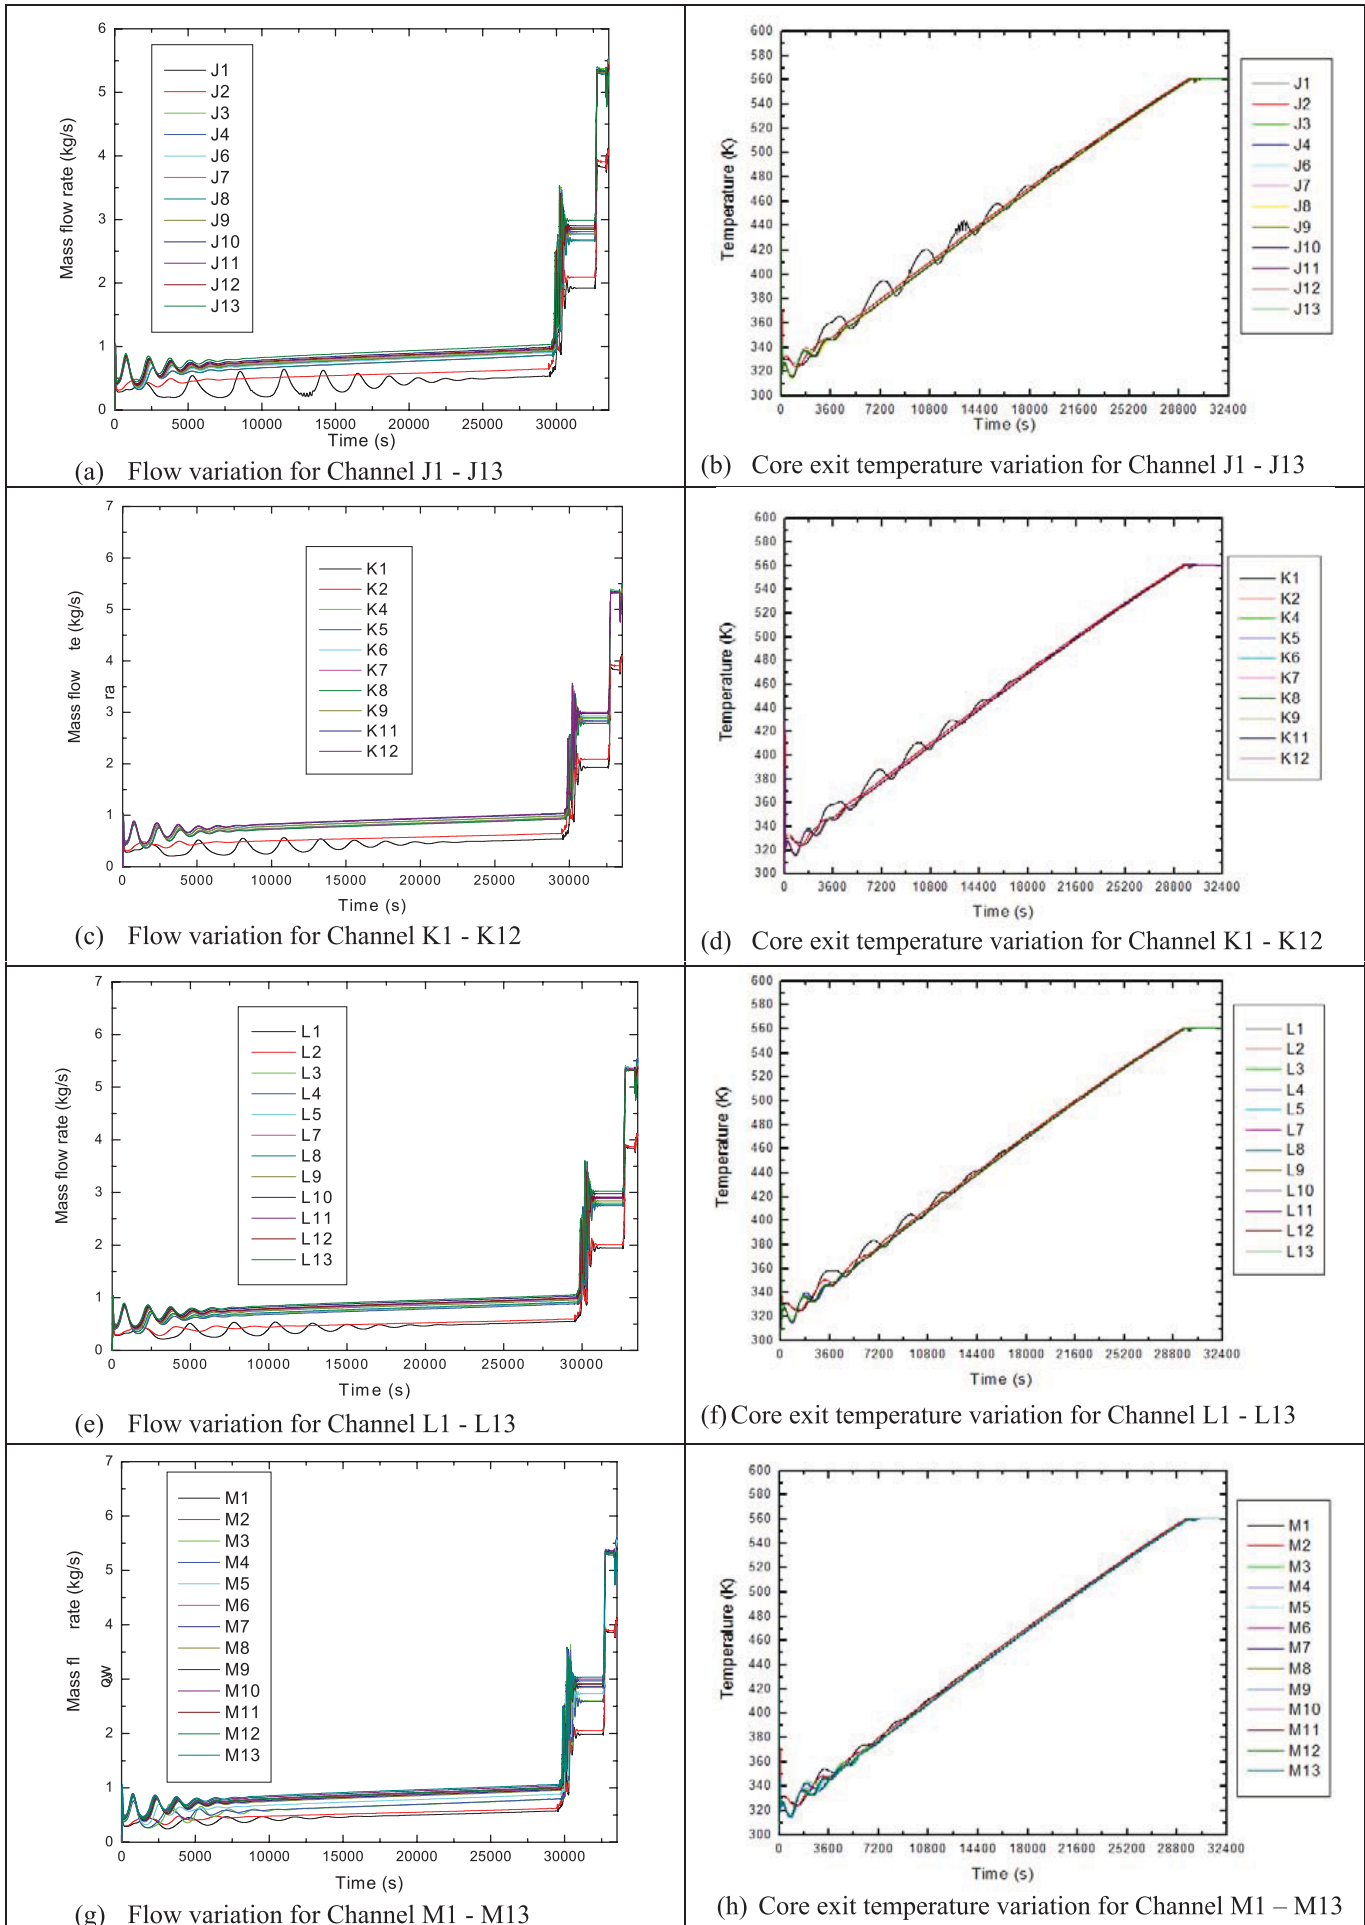 6
5
4
3
2
1
0
Mass flow rate (kg/s)
J1
J2
J3
J4
J6
J7
J8
J9
J10
J11
J12
J13
0 5000 10000 15000 20000 25000 30000
Time (s)
(a) Flow variation for Channel J1 - J13
600
580
560
540
520
500
480
460
440
420
400
380
360
340
320
300
Temperature (K)
J1
J2
J3
J4
J6
J7
J8
J9
J10
J11
J12
J13
0 3600 7200 10800 14400 18000 21600 25200 28800 32400
Time (s)
(b) Core exit temperature variation for Channel J1 - J13
7
6
5
4
3
2
1
0
Mass flow te (kg/s)
ra
K1
K2
K4
K5
K6
K7
K8
K9
K11
K12
0 5000 10000 15000 20000 25000 30000
Time (s)
(c) Flow variation for Channel K1 - K12
600
580
560
540
520
500
480
460
440
420
400
380
360
340
320
300
Temperature (K)
K1
K2
K4
K5
K6
K7
K8
K9
K11
K12
0 3600 7200 10800 14400 18000 21600 25200 28800 32400
Time (s)
(d) Core exit temperature variation for Channel K1 - K12
7
6
5
4
3
2
1
0
Mass flow rate (kg/s)
L1
L2
L3
L4
L5
L7
L8
L9
L10
L11
L12
L13
0 5000 10000 15000 20000 25000 30000
Time (s)
(e) Flow variation for Channel L1 - L13
600
580
560
540
520
500
480
460
440
420
400
380
360
340
320
300
Temperature (K)
L1
L2
L3
L4
L5
L7
L8
L9
L10
L11
L12
L13
0 3600 7200 10800 14400 18000 21600 25200 28800 32400
Time (s)
(f) Core exit temperature variation for Channel L1 - L13
7
6
5
4
3
2
1
0
Mass fl rate (kg/s)
ow
M1
M2
M3
M4
M5
M6
M7
M8
M9
M10
M11
M12
M13
0 5000 10000 15000 20000 25000 30000
Time (s)
(g) Flow variation for Channel M1 - M13
600
580
560
540
520
500
480
460
440
420
400
380
360
340
320
300
Temperature (K)
M1
M2
M3
M4
M5
M6
M7
M8
M9
M10
M11
M12
M13
0 3600 7200 10800 14400 18000 21600 25200 28800 32400
Time (s)
(h) Core exit temperature variation for Channel M1 – M13